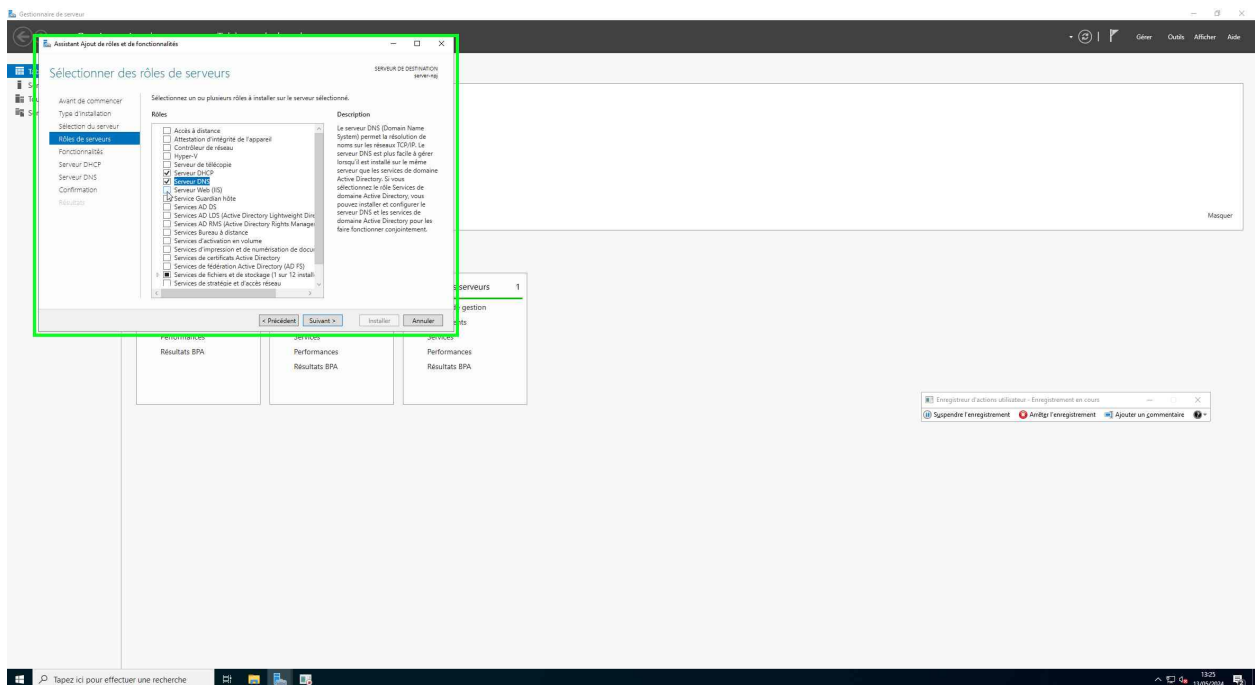 Gestionnaire de serveur
Gérer Outils Afficher Aide
Assistant Ajout de rôles et de fonctionnalités
Sélectionner des rôles de serveurs
SERVEUR DE DESTINATION
Avant de commencer
Type d'installation
Sélection du serveur
Rôles de serveurs
Fonctionnalités
Serveur DHCP
Serveur DNS
Confirmation
Résultats
Sélectionnez un ou plusieurs rôles à installer sur le serveur sélectionné.
Rôles
Accès à distance
Attestation d'intégrité de l'appareil
Contrôleur de réseau
Hyper-V
Serveur de télécopie
Serveur DHCP
Serveur DNS
Serveur Web (IIS)
Service Guardian hôte
Services AD DS
Services AD LDS (Active Directory Lightweight Dire
Services AD RMS (Active Directory Rights Manage
Services Bureau à distance
Services d'activation en volume
Services d'impression et de numérisation de docu
Services de certificats Active Directory
Services de fédération Active Directory (AD FS)
Services de fichiers et de stockage (1 sur 12 install
Services de stratégie et d'accès réseau
Description
Le serveur DNS (Domain Name
System) permet la résolution de
noms sur les réseaux TCP/IP. Le
serveur DNS est plus facile à gérer
lorsqu'il est installé sur le même
serveur que les services de domaine
Active Directory. Si vous
sélectionnez le rôle Services de
domaine Active Directory, vous
pouvez installer et configurer le
serveur DNS et les services de
domaine Active Directory pour les
faire fonctionner conjointement.
< Précédent Suivant > Installer Annuler
Masquer
serveurs 1
gestion
Performances
Résultats BPA
Services
Performances
Résultats BPA
Services
Performances
Résultats BPA
Enregistreur d'actions utilisateur - Enregistrement en cours
Suspendre l'enregistrement Arrêter l'enregistrement Ajouter un commentaire
Tapez ici pour effectuer une recherche
13:25
13/05/2024